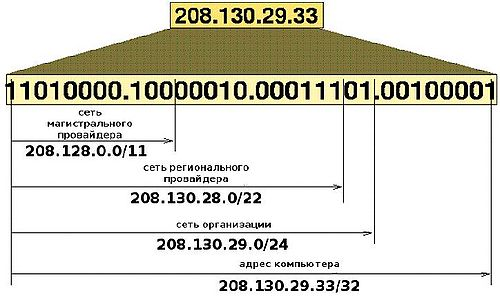 208.130.29.33
11010000.10000010.00011101.00100001
сеть
магистрального
провайдера
208.128.0.0/11
сеть регионального
провайдера
208.130.28.0/22
сеть организации
208.130.29.0/24
адрес компьютера
208.130.29.33/32